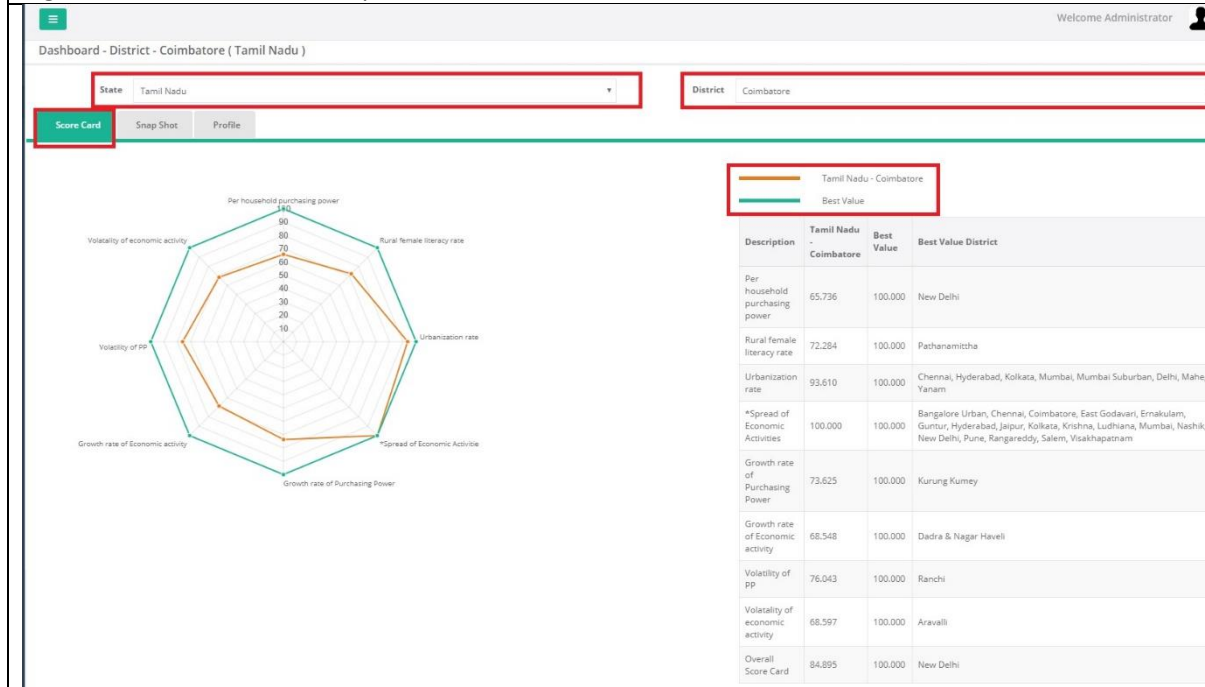 Welcome Administrator
Dashboard - District - Coimbatore ( Tamil Nadu )
State Tamil Nadu
District Coimbatore
Score Card Snap Shot Profile
Per household purchasing power
Volatality of economic activity
Rural female literacy rate
Volatility of PP
Urbanization rate
Growth rate of Economic activity
*Spread of Economic Activitie
Growth rate of Purchasing Power
100
90
80
70
60
50
40
30
20
10
Tamil Nadu - Coimbatore
Best Value
Description Tamil Nadu - Coimbatore Best Value Best Value District
Per household purchasing power 65.736 100.000 New Delhi
Rural female literacy rate 72.284 100.000 Pathanamittha
Urbanization rate 93.610 100.000 Chennai, Hyderabad, Kolkata, Mumbai, Mumbai Suburban, Delhi, Mahe, Yanam
*Spread of Economic Activities 100.000 100.000 Bangalore Urban, Chennai, Coimbatore, East Godavari, Ernakulam, Guntur, Hyderabad, Jaipur, Kolkata, Krishna, Ludhiana, Mumbai, Nashik, New Delhi, Pune, Rangareddy, Salem, Visakhapatnam
Growth rate of Purchasing Power 73.625 100.000 Kurung Kumey
Growth rate of Economic activity 68.548 100.000 Dadra & Nagar Haveli
Volatility of PP 76.043 100.000 Ranchi
Volatality of economic activity 68.597 100.000 Aravalli
Overall Score Card 84.895 100.000 New Delhi